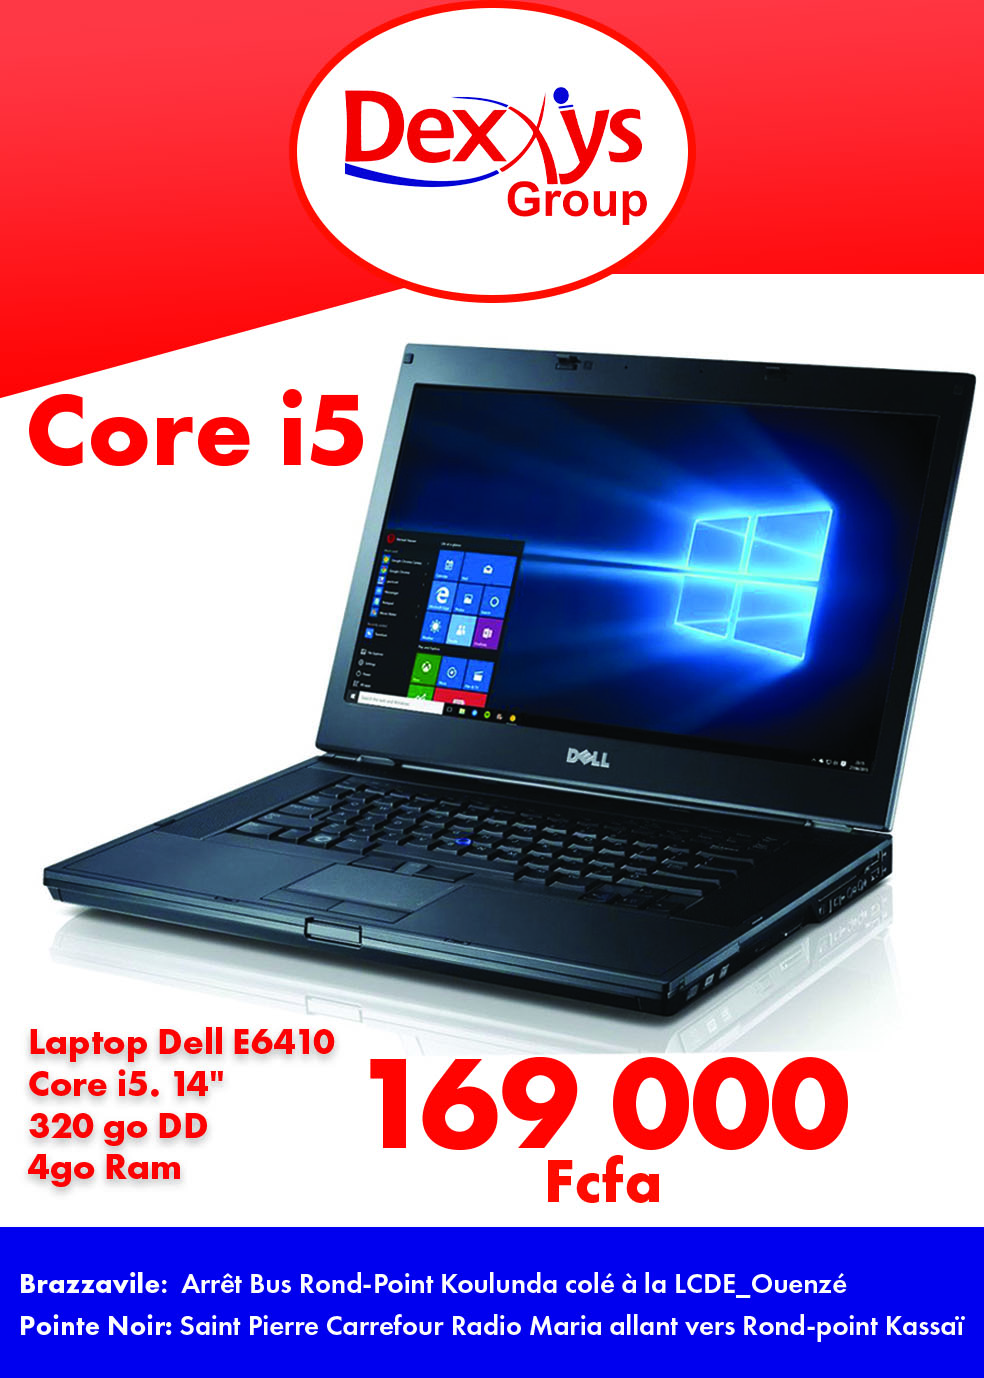 Dexxys
Group
Core i5
DELL
Laptop Dell E6410
Core i5. 14"
320 go DD
4go Ram
169 000
Fcfa
Brazzavile: Arrêt Bus Rond-Point Koulunda colé à la LCDE_Ouenzé
Pointe Noir: Saint Pierre Carrefour Radio Maria allant vers Rond-point Kassaï